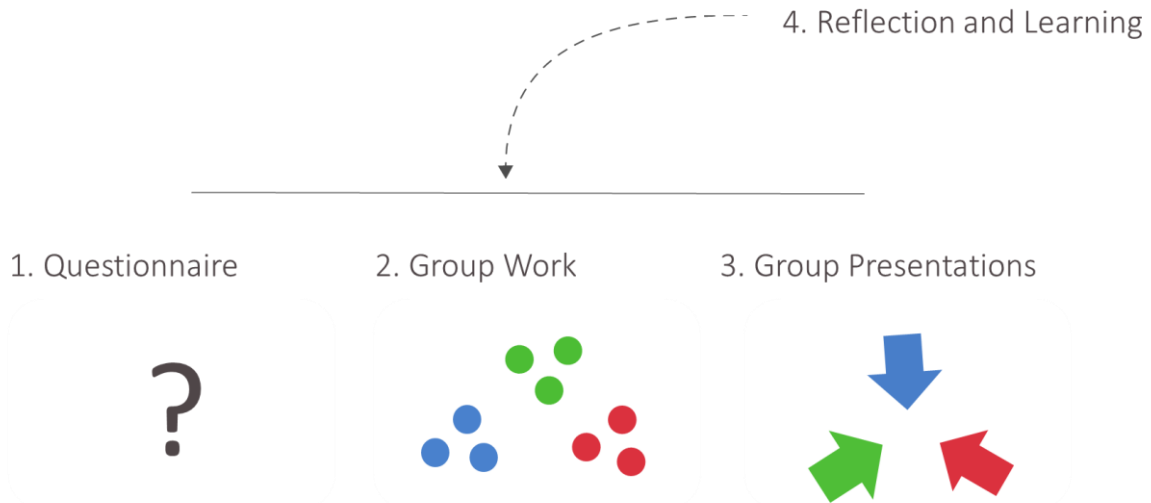 4. Reflection and Learning
1. Questionnaire
2. Group Work
3. Group Presentations
?